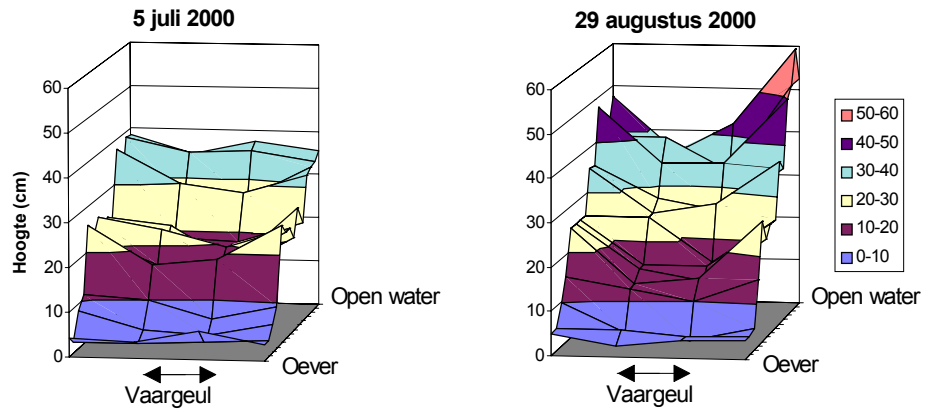 5 juli 2000
60
50
40
30
20
10
0
Hoogte (cm)
Open water
Oever
Vaargeul
29 augustus 2000
60
50
40
30
20
10
0
Open water
Oever
Vaargeul
50-60
40-50
30-40
20-30
10-20
0-10